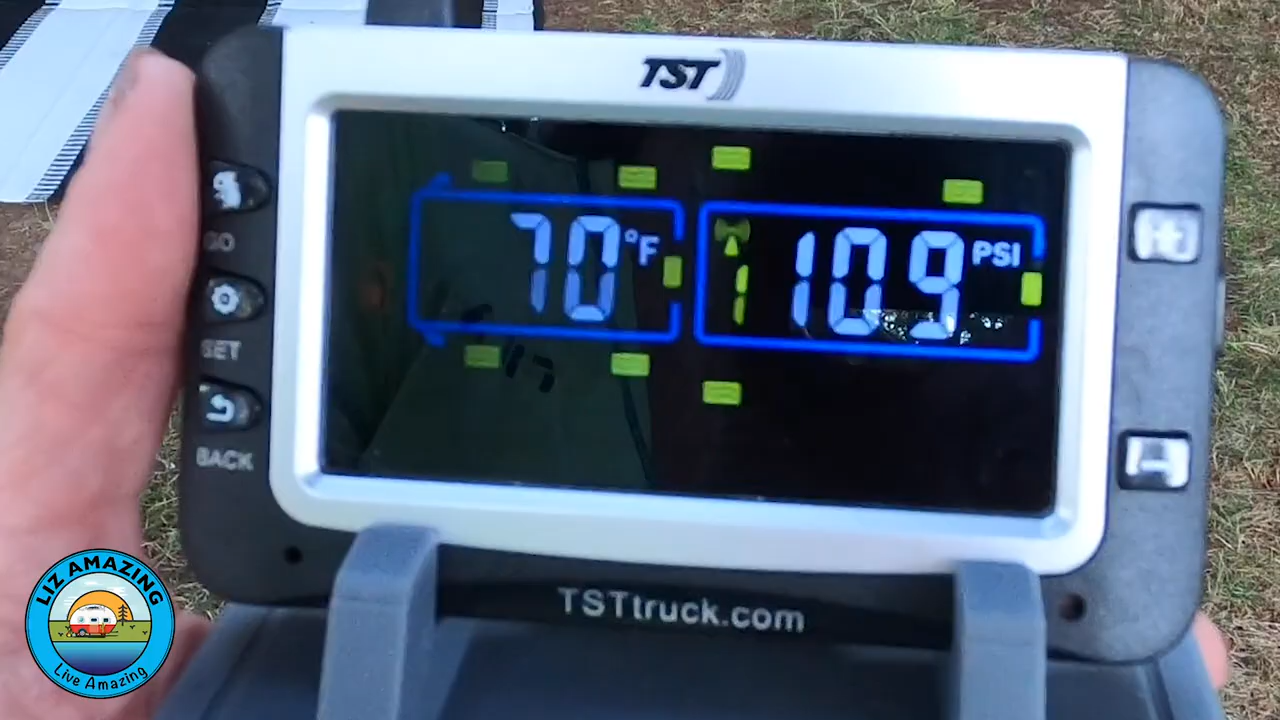 TST
70 °F
1 109 PSI
GO
SET
BACK
TSTtruck.com
LIZ AMAZING
Live Amazing